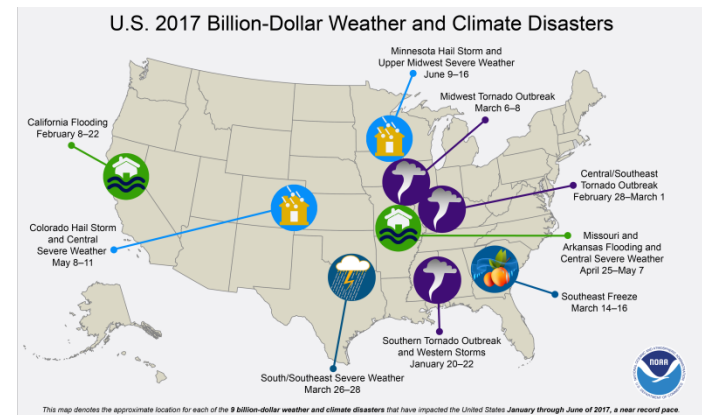 U.S. 2017 Billion-Dollar Weather and Climate Disasters
Minnesota Hail Storm and
Upper Midwest Severe Weather
June 9–16
Midwest Tornado Outbreak
March 6–8
California Flooding
February 8–22
Central/Southeast
Tornado Outbreak
February 28–March 1
Colorado Hail Storm
and Central
Severe Weather
May 8–11
Missouri and
Arkansas Flooding and
Central Severe Weather
April 25–May 7
Southeast Freeze
March 14–16
Southern Tornado Outbreak
and Western Storms
January 20–22
South/Southeast Severe Weather
March 26–28
NOAA
This map denotes the approximate location for each of the 9 billion-dollar weather and climate disasters that have impacted the United States January through June of 2017, a near record pace.